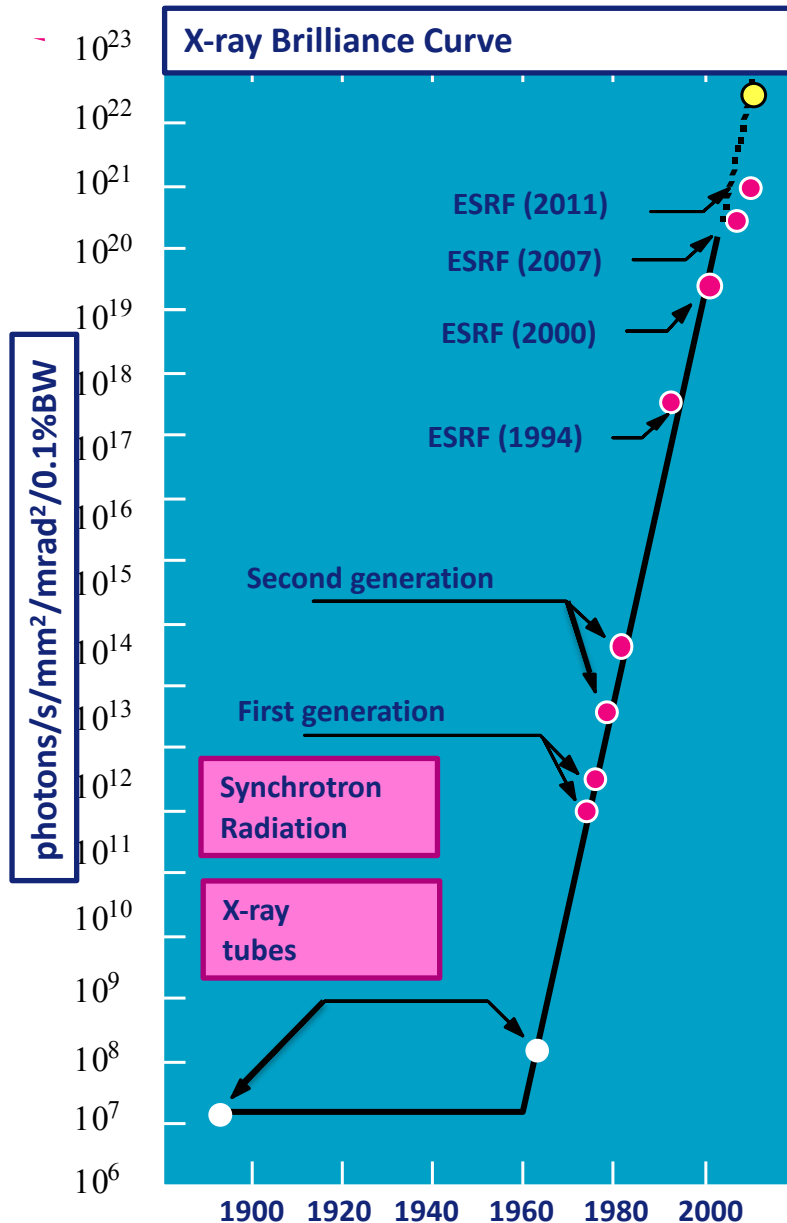 X-ray Brilliance Curve
10²³
10²²
10²¹
10²⁰
10¹⁹
10¹⁸
10¹⁷
10¹⁶
10¹⁵
10¹⁴
10¹³
10¹²
10¹¹
10¹⁰
10⁹
10⁸
10⁷
10⁶
photons/s/mm²/mrad²/0.1%BW
ESRF (2011)
ESRF (2007)
ESRF (2000)
ESRF (1994)
Second generation
First generation
Synchrotron
Radiation
X-ray
tubes
1900 1920 1940 1960 1980 2000